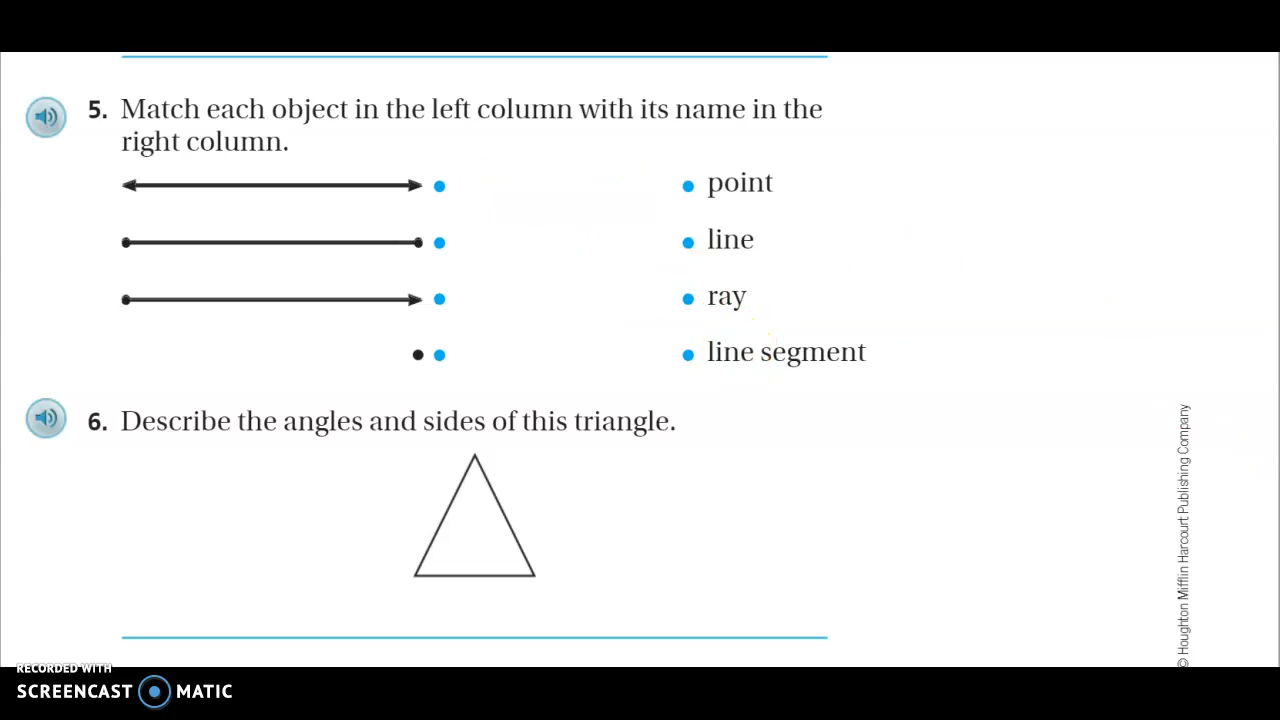 5. Match each object in the left column with its name in the
right column.
point
line
ray
line segment
6. Describe the angles and sides of this triangle.
© Houghton Mifflin Harcourt Publishing Company
RECORDED WITH
SCREENCAST MATIC